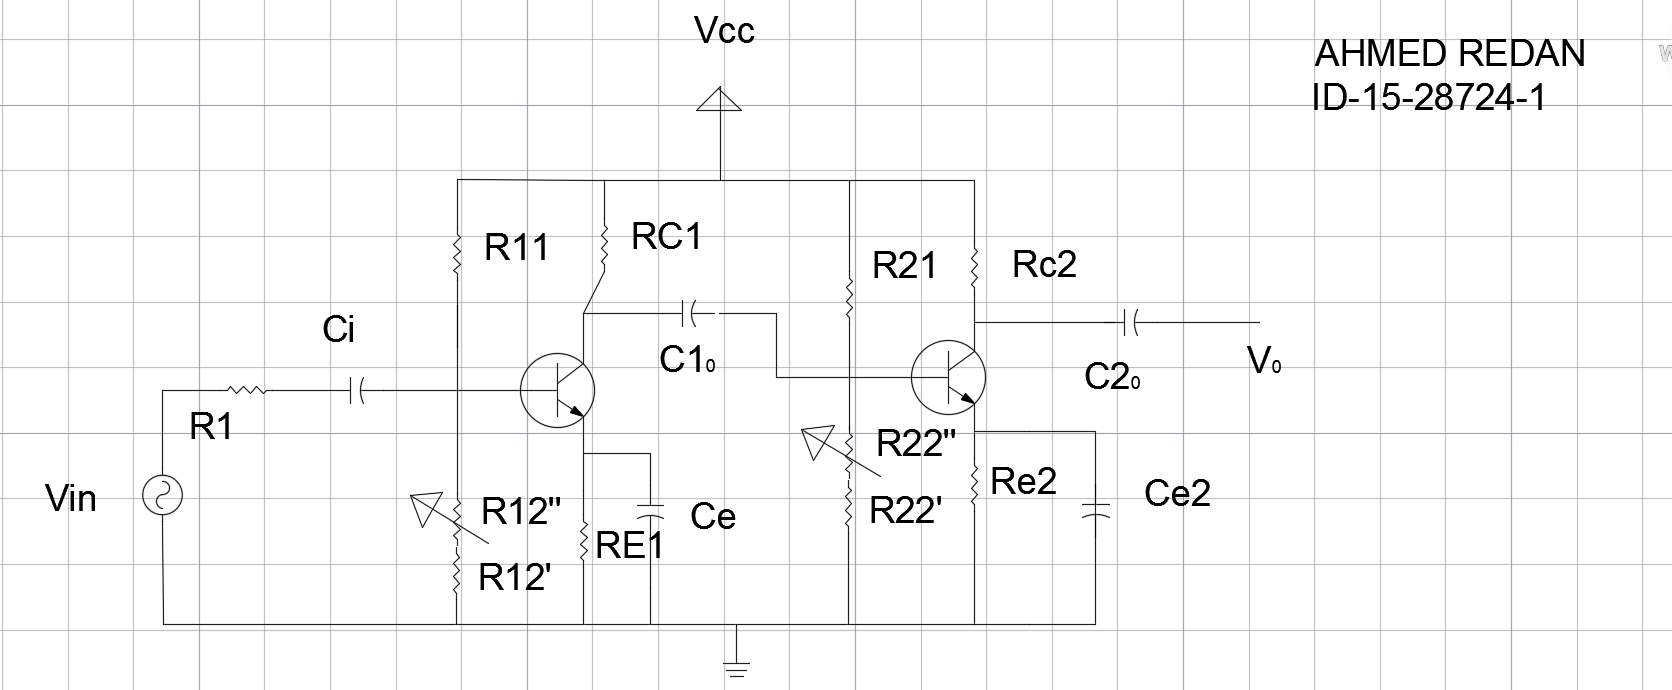 Vcc
AHMED REDAN
ID-15-28724-1
R11
RC1
R21
Rc2
Ci
C1₀
C2₀
V₀
R1
R22"
Vin
R12"
Ce
R22'
Re2
Ce2
RE1
R12'